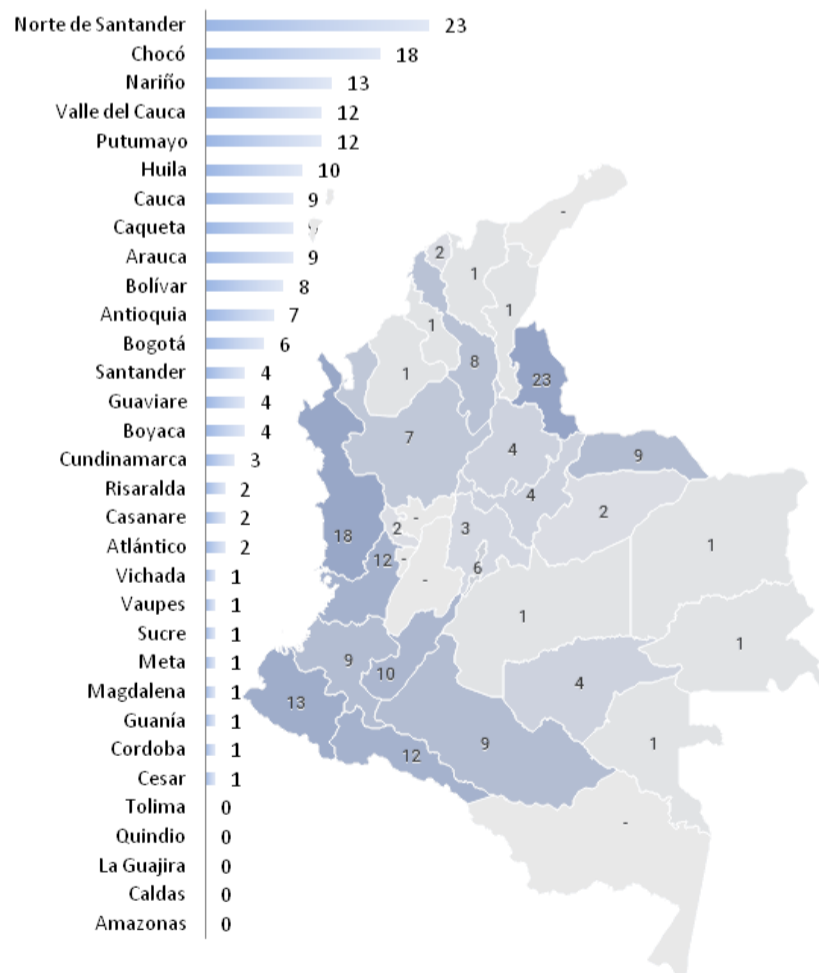 Norte de Santander 23
Chocó 18
Nariño 13
Valle del Cauca 12
Putumayo 12
Huila 10
Cauca 9
Caqueta
Arauca 9
Bolívar 8
Antioquia 7
Bogotá 6
Santander 4
Guaviare 4
Boyaca 4
Cundinamarca 3
Risaralda 2
Casanare 2
Atlántico 2
Vichada 1
Vaupes 1
Sucre 1
Meta 1
Magdalena 1
Guanía 1
Cordoba 1
Cesar 1
Tolima 0
Quindio 0
La Guajira 0
Caldas 0
Amazonas 0
-
2
1
1
1
8
1
23
7
4
9
4
2
2
-
3
18
12
-
1
6
-
1
1
9
10
4
13
9
1
12
-